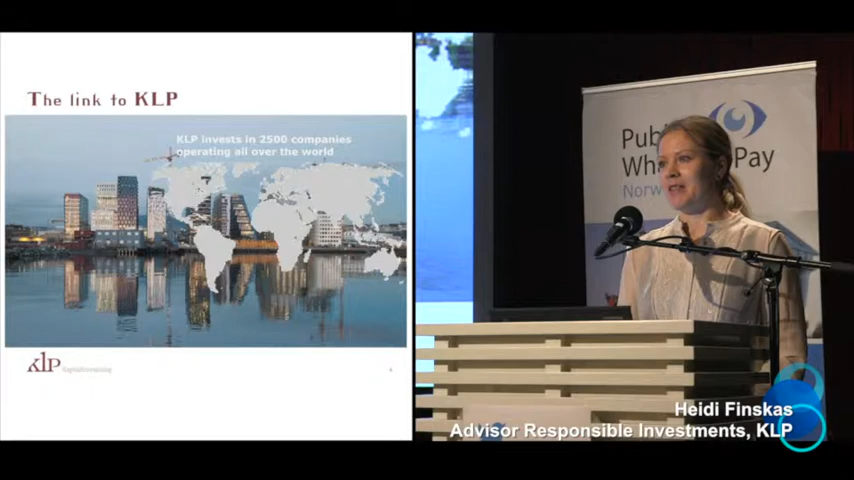 The link to KLP
KLP invests in 2500 companies
operating all over the world
KLP
Publ
Wha Pay
Norw
Heidi Finskas
Advisor Responsible Investments, KLP